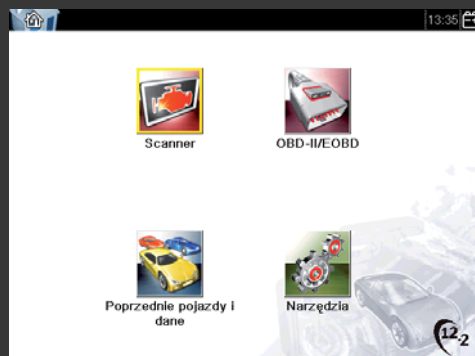 13:35
Scanner
OBD-II/EOBD
Poprzednie pojazdy i
dane
Narzędzia
12.2